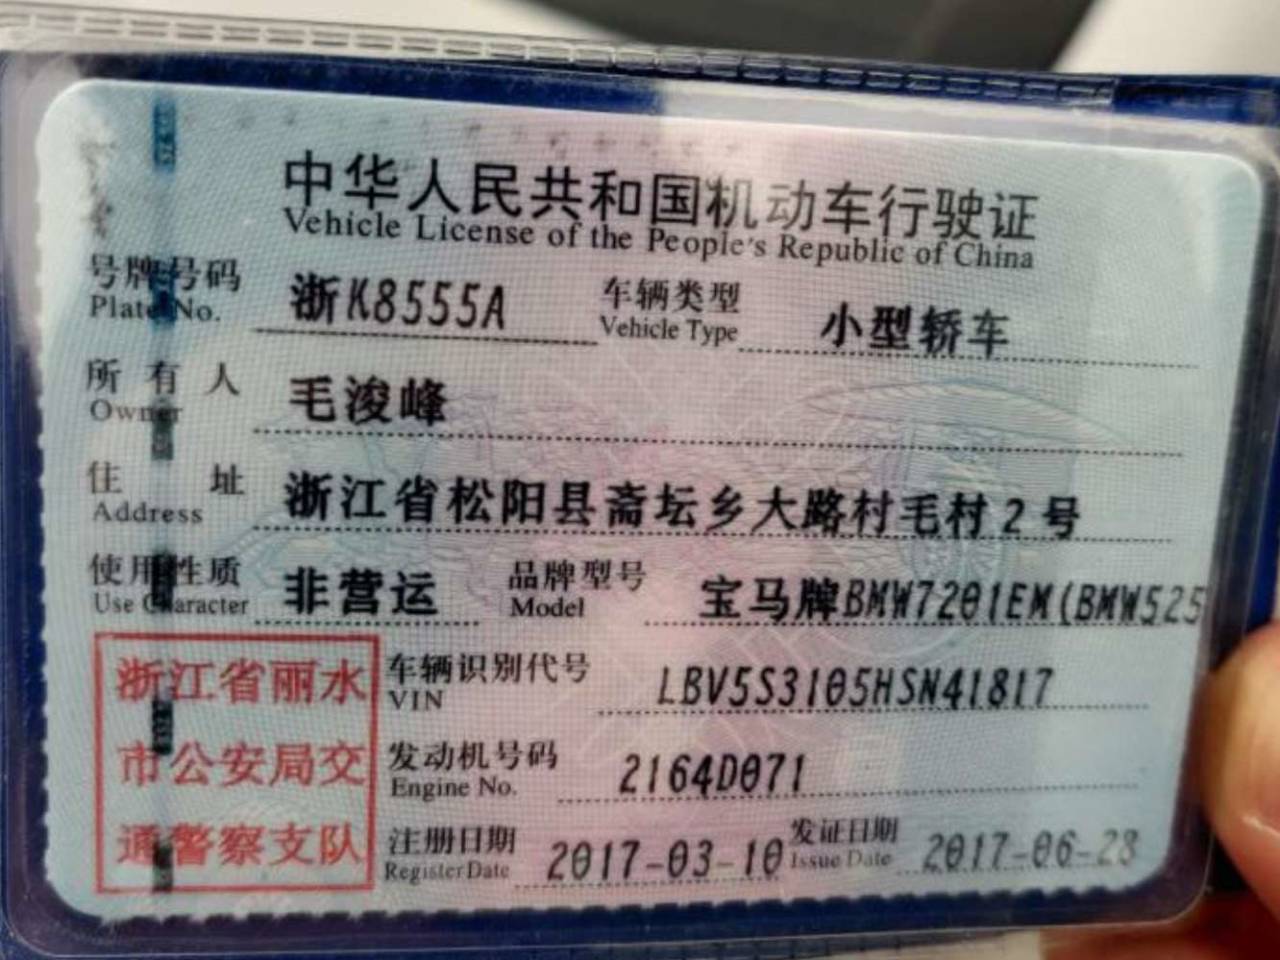 中华人民共和国机动车行驶证
Vehicle License of the People's Republic of China
号牌号码 浙K8555A 车辆类型 小型轿车
Plate No. Vehicle Type
所有人 毛浚峰
Owner
住址 浙江省松阳县斋坛乡大路村毛村2号
Address
使用性质 非营运 品牌型号 宝马牌BMW7201EM(BMW525
Use Character Model
浙江省丽水
市公安局交
通警察支队
车辆识别代号 LBV5S3105HSN41817
VIN
发动机号码 2164D071
Engine No.
注册日期 2017-03-10 发证日期 2017-06-28
Register Date Issue Date